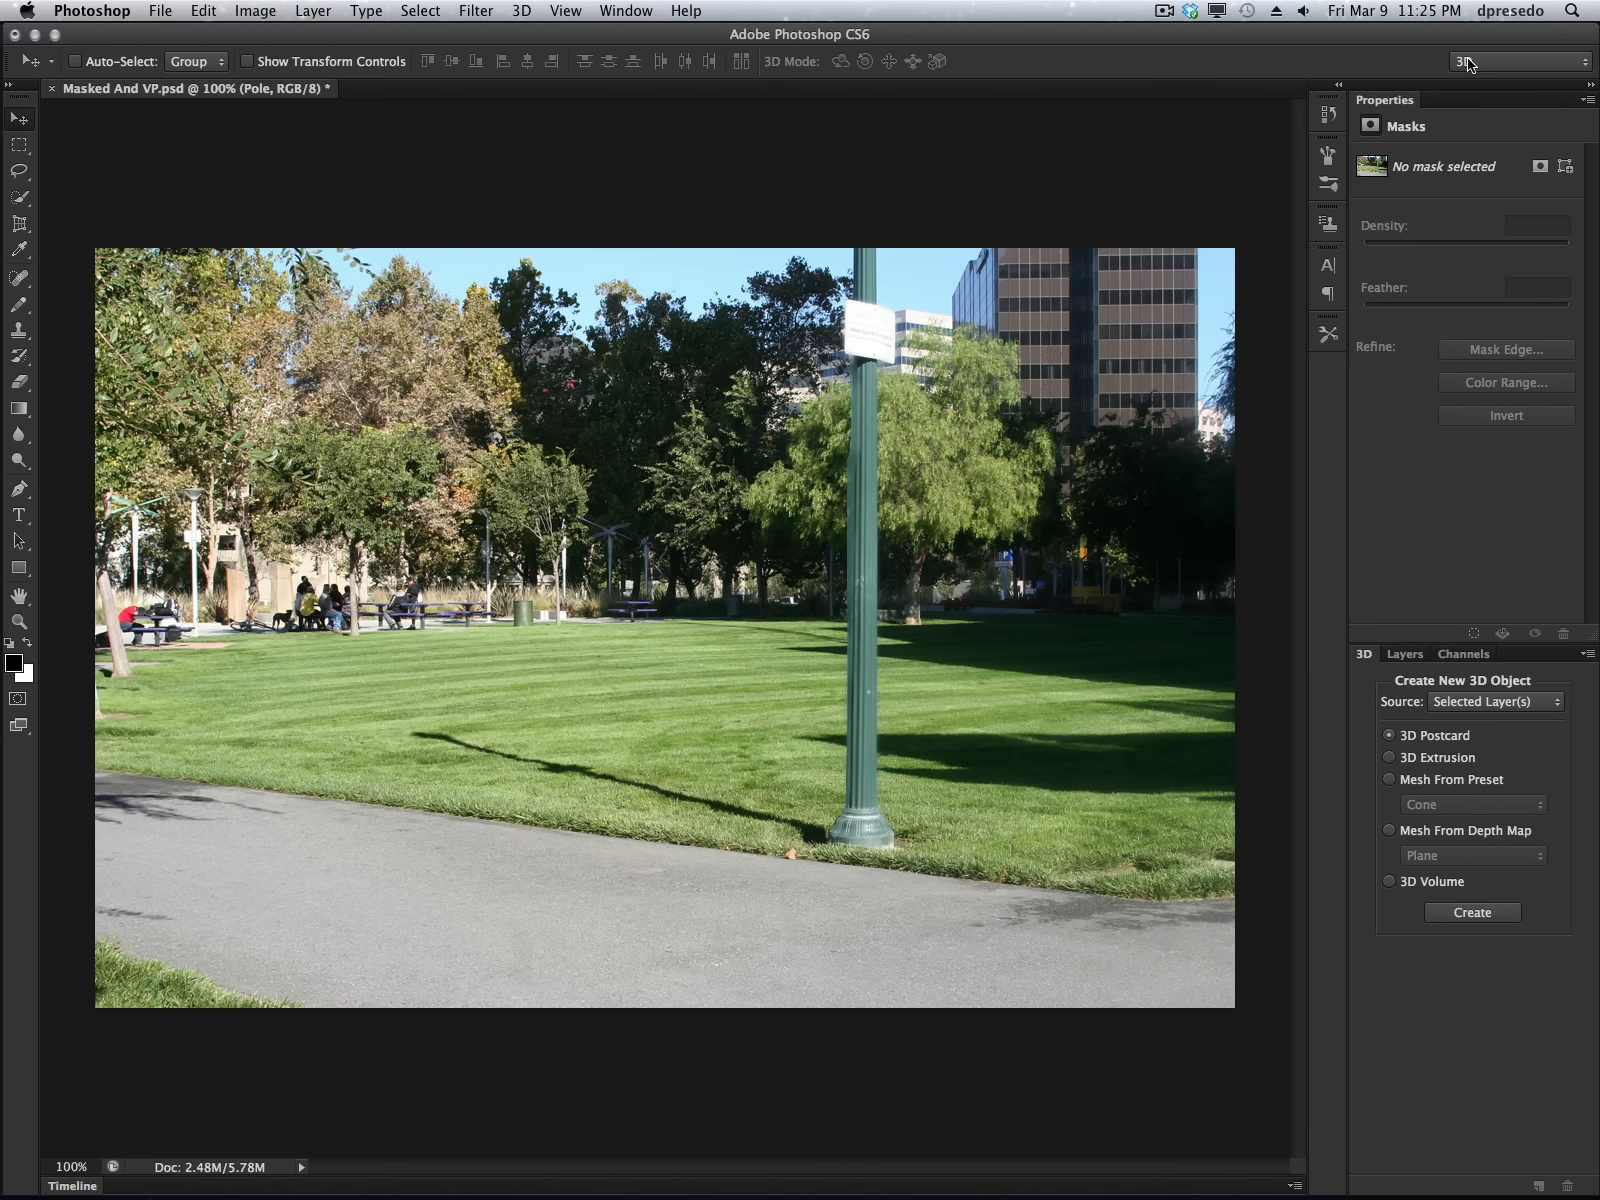 Photoshop File Edit Image Layer Type Select Filter 3D View Window Help Fri Mar 9 11:25 PM dpresedo
Adobe Photoshop CS6
Auto-Select: Group Show Transform Controls 3D Mode: 3D
Masked And VP.psd @ 100% (Pole, RGB/8) *
Properties
Masks
No mask selected
Density:
Feather:
Refine: Mask Edge...
Color Range...
Invert
3D Layers Channels
Create New 3D Object
Source: Selected Layer(s)
3D Postcard
3D Extrusion
Mesh From Preset
Cone
Mesh From Depth Map
Plane
3D Volume
Create
100% Doc: 2.48M/5.78M
Timeline